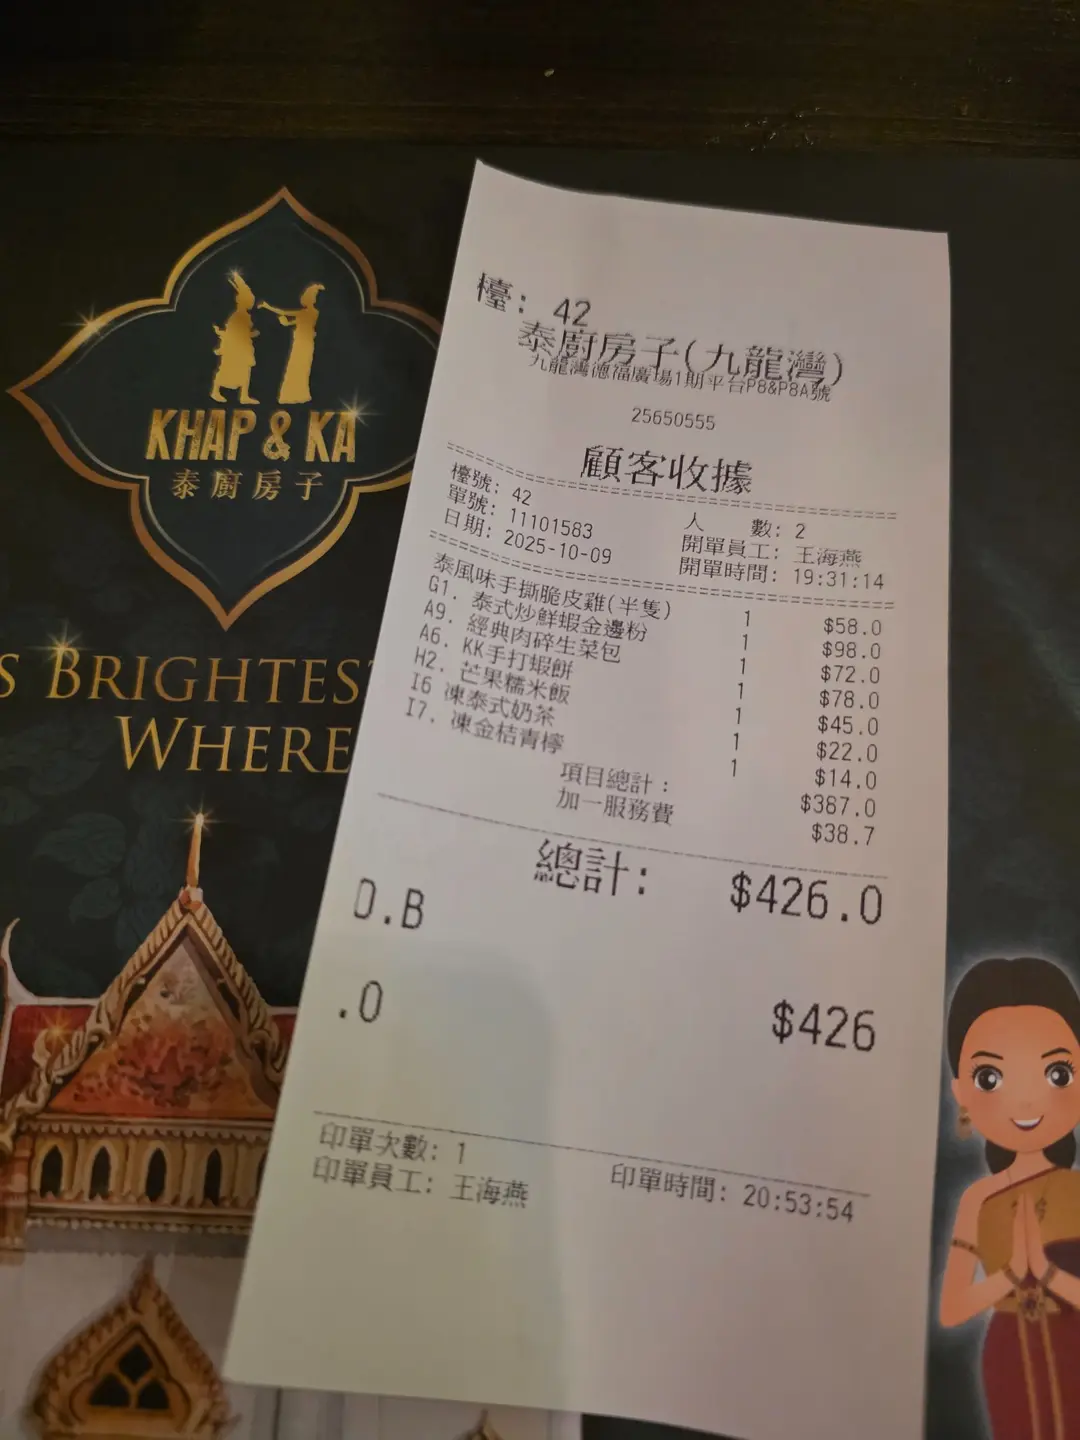 KHAP & KA
泰廚房子
S BRIGHTEST
WHERE
檯: 42
泰廚房子(九龍灣)
九龍灣德福廣場1期平台P8&P8A號
25650555
顧客收據
檯號: 42 人 數: 2
單號: 11101583 開單員工: 王海燕
日期: 2025-10-09 開單時間: 19:31:14
泰風味手撕脆皮雞(半隻) 1 $58.0
G1. 泰式炒鮮蝦金邊粉 1 $98.0
A9. 經典肉碎生菜包 1 $72.0
A6. KK手打蝦餅 1 $78.0
H2. 芒果糯米飯 1 $45.0
I6 凍泰式奶茶 1 $22.0
I7. 凍金桔青檸 1 $14.0
項目總計: $387.0
加一服務費 $38.7
總計: $426.0
D.B
.0 $426
印單次數: 1
印單員工: 王海燕 印單時間: 20:53:54